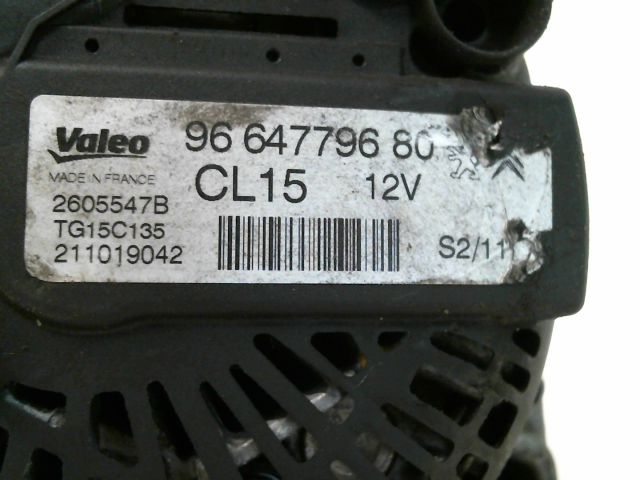 Valeo 96 647796 80
MADE IN FRANCE CL15 12V
2605547B
TG15C135
211019042 S2/11